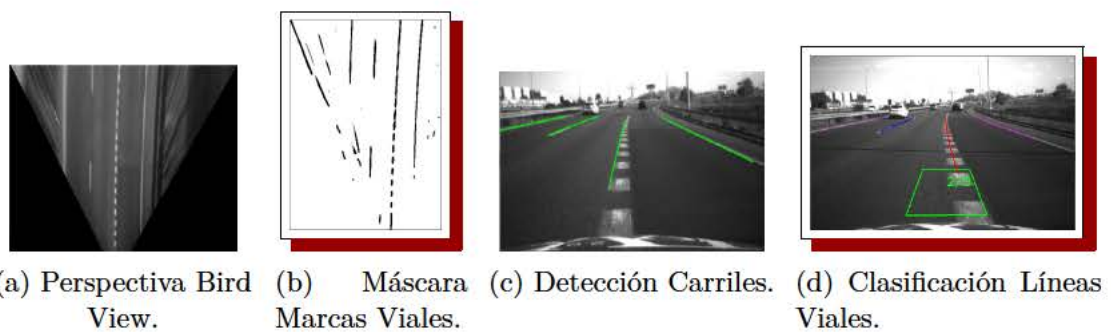 (a) Perspectiva Bird
View.
(b) Máscara
Marcas Viales.
(c) Detección Carriles.
(d) Clasificación Líneas
Viales.